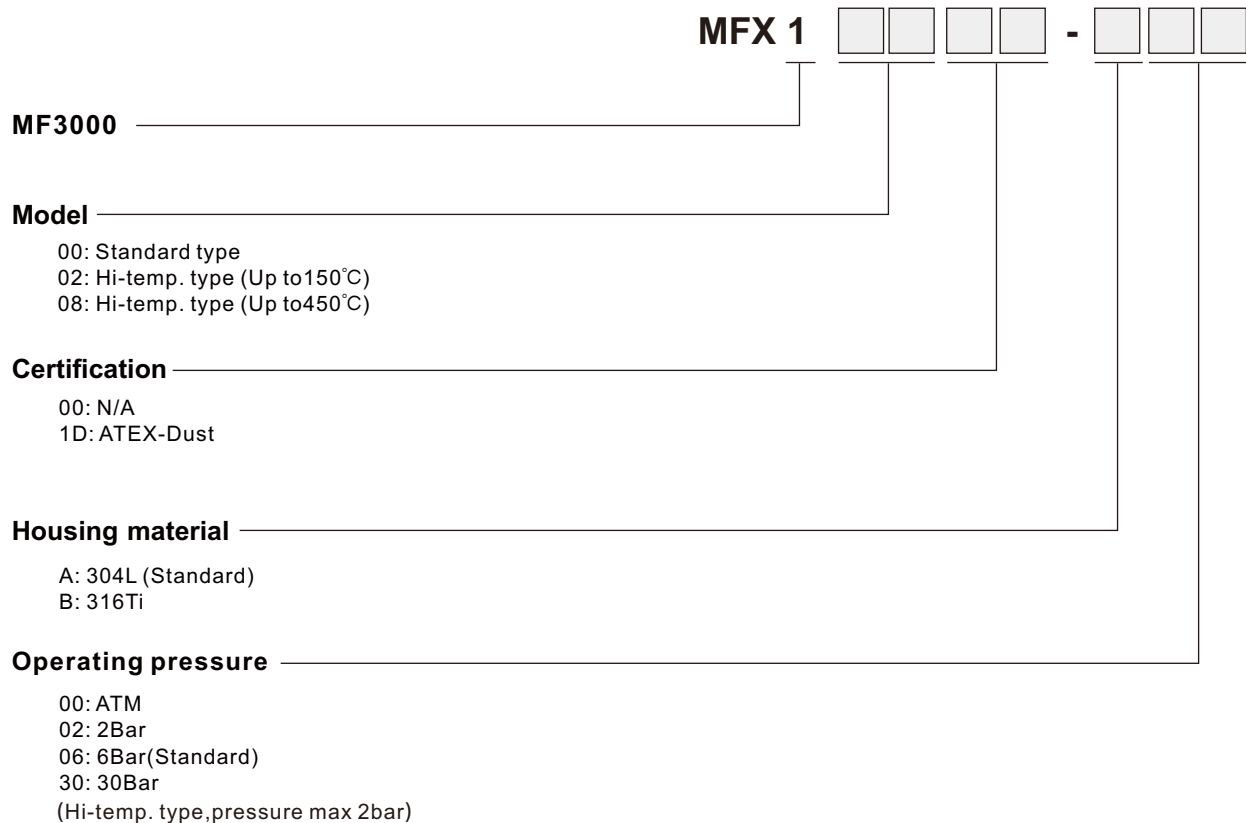 MFX 1 □□ □□ - □□□
MF3000
Model
00: Standard type
02: Hi-temp. type (Up to150℃)
08: Hi-temp. type (Up to450℃)
Certification
00: N/A
1D: ATEX-Dust
Housing material
A: 304L (Standard)
B: 316Ti
Operating pressure
00: ATM
02: 2Bar
06: 6Bar(Standard)
30: 30Bar
(Hi-temp. type,pressure max 2bar)